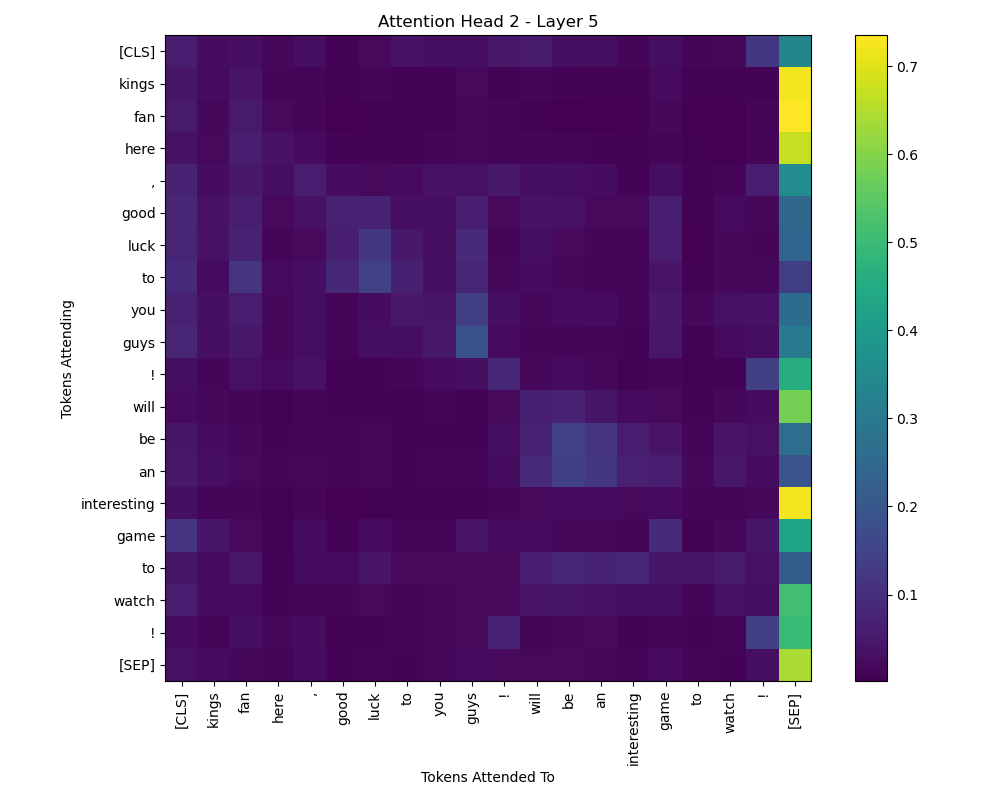 Attention Head 2 - Layer 5
Tokens Attending
[CLS]
kings
fan
here
,
good
luck
to
you
guys
!
will
be
an
interesting
game
to
watch
!
[SEP]
[CLS]
kings
fan
here
,
good
luck
to
you
guys
!
will
be
an
interesting
game
to
watch
!
[SEP]
Tokens Attended To
0.7
0.6
0.5
0.4
0.3
0.2
0.1